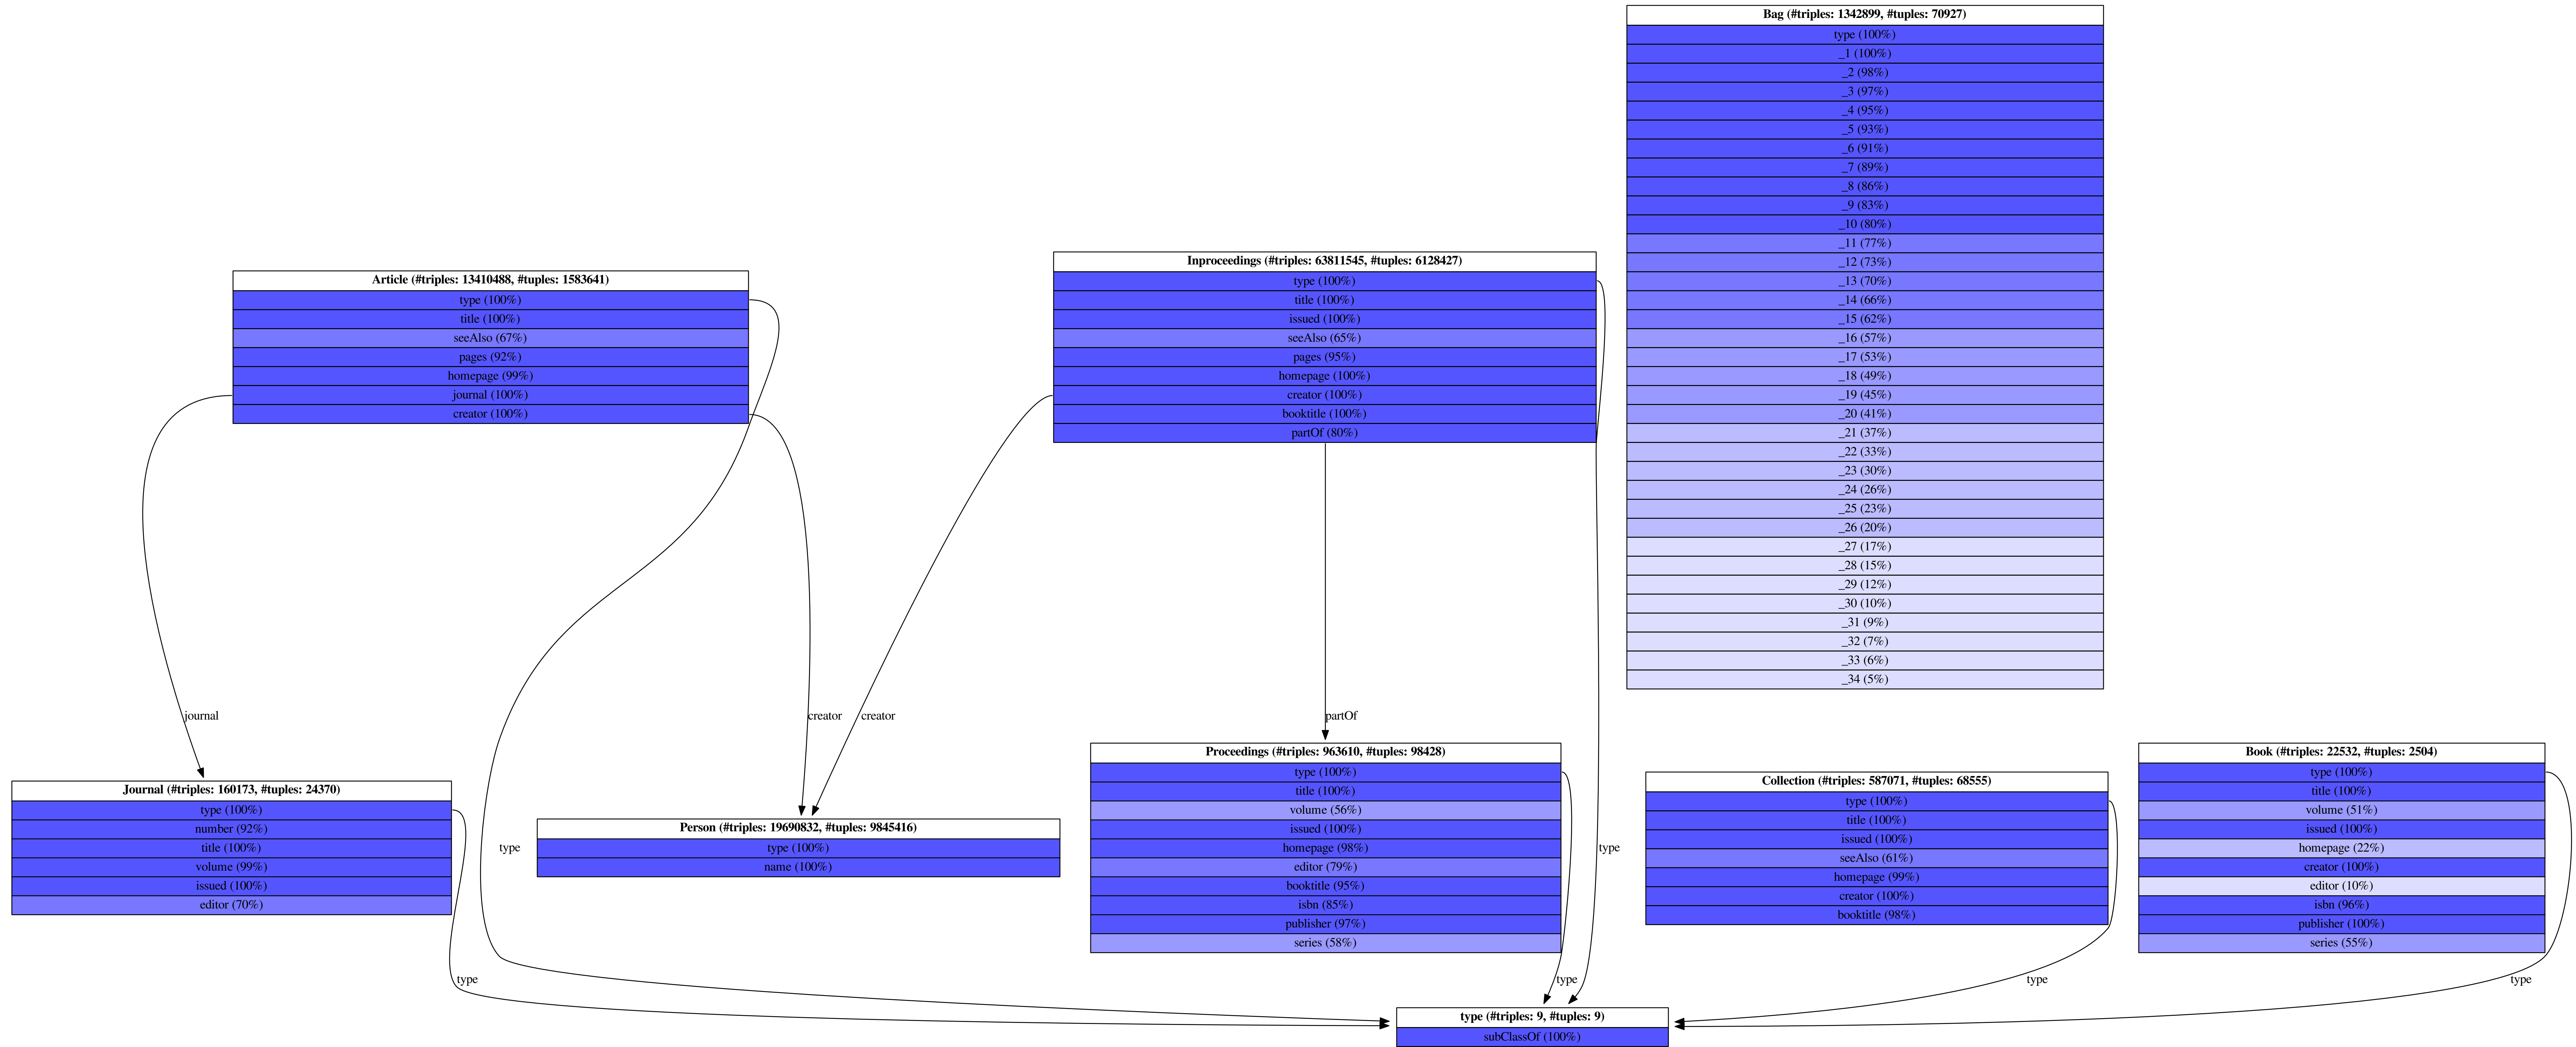 Bag (#triples: 1342899, #tuples: 70927)
type (100%)
_1 (100%)
_2 (98%)
_3 (97%)
_4 (95%)
_5 (93%)
_6 (91%)
_7 (89%)
_8 (86%)
_9 (83%)
_10 (80%)
_11 (77%)
_12 (73%)
_13 (70%)
_14 (66%)
_15 (62%)
_16 (57%)
_17 (53%)
_18 (49%)
_19 (45%)
_20 (41%)
_21 (37%)
_22 (33%)
_23 (30%)
_24 (26%)
_25 (23%)
_26 (20%)
_27 (17%)
_28 (15%)
_29 (12%)
_30 (10%)
_31 (9%)
_32 (7%)
_33 (6%)
_34 (5%)
Article (#triples: 13410488, #tuples: 1583641)
type (100%)
title (100%)
seeAlso (67%)
pages (92%)
homepage (99%)
journal (100%)
creator (100%)
Inproceedings (#triples: 63811545, #tuples: 6128427)
type (100%)
title (100%)
issued (100%)
seeAlso (65%)
pages (95%)
homepage (100%)
creator (100%)
booktitle (100%)
partOf (80%)
journal
creator
creator
partOf
Journal (#triples: 160173, #tuples: 24370)
type (100%)
number (92%)
title (100%)
volume (99%)
issued (100%)
editor (70%)
type
Person (#triples: 19690832, #tuples: 9845416)
type (100%)
name (100%)
Proceedings (#triples: 963610, #tuples: 98428)
type (100%)
title (100%)
volume (56%)
issued (100%)
homepage (98%)
editor (79%)
booktitle (95%)
isbn (85%)
publisher (97%)
series (58%)
type
Collection (#triples: 587071, #tuples: 68555)
type (100%)
title (100%)
issued (100%)
seeAlso (61%)
homepage (99%)
creator (100%)
booktitle (98%)
Book (#triples: 22532, #tuples: 2504)
type (100%)
title (100%)
volume (51%)
issued (100%)
homepage (22%)
creator (100%)
editor (10%)
isbn (96%)
publisher (100%)
series (55%)
type
type
type
type
type (#triples: 9, #tuples: 9)
subClassOf (100%)